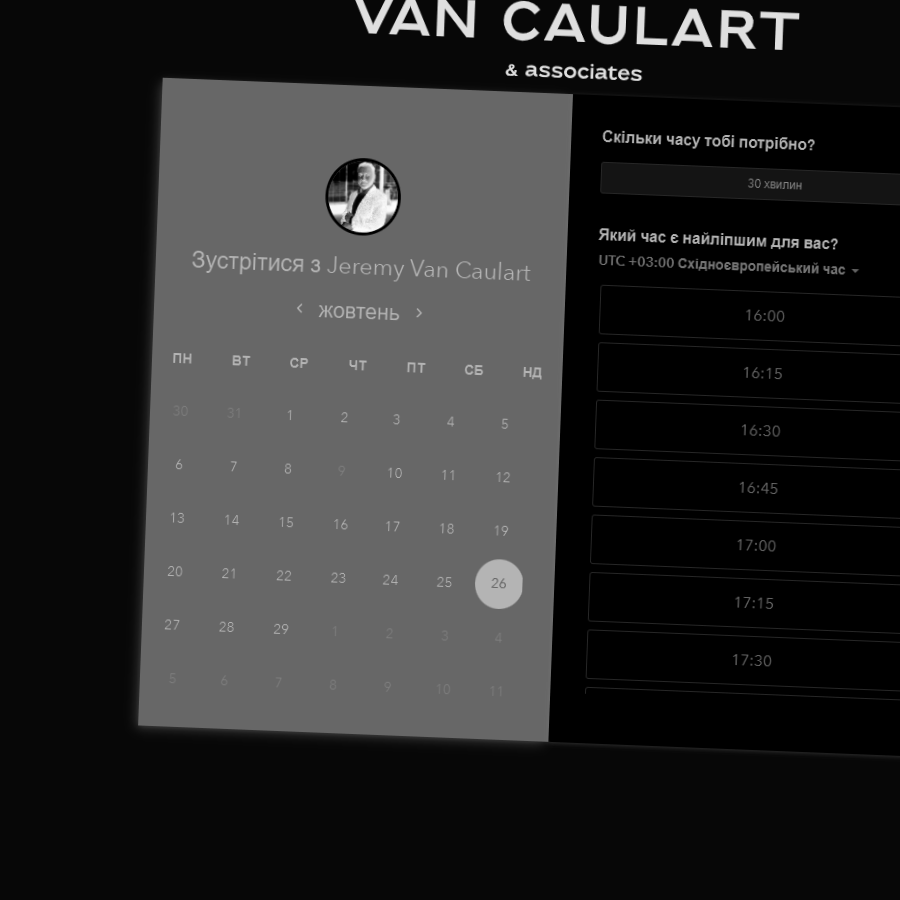 VAN CAULART
& associates
Зустрітися з Jeremy Van Caulart
жовтень
ПН ВТ СР ЧТ ПТ СБ НД
30 31 1 2 3 4 5
6 7 8 9 10 11 12
13 14 15 16 17 18 19
20 21 22 23 24 25 26
27 28 29 1 2 3 4
5 6 7 8 9 10 11
Скільки часу тобі потрібно?
30 хвилин
Який час є найліпшим для вас?
UTC +03:00 Східноєвропейський час
16:00
16:15
16:30
16:45
17:00
17:15
17:30